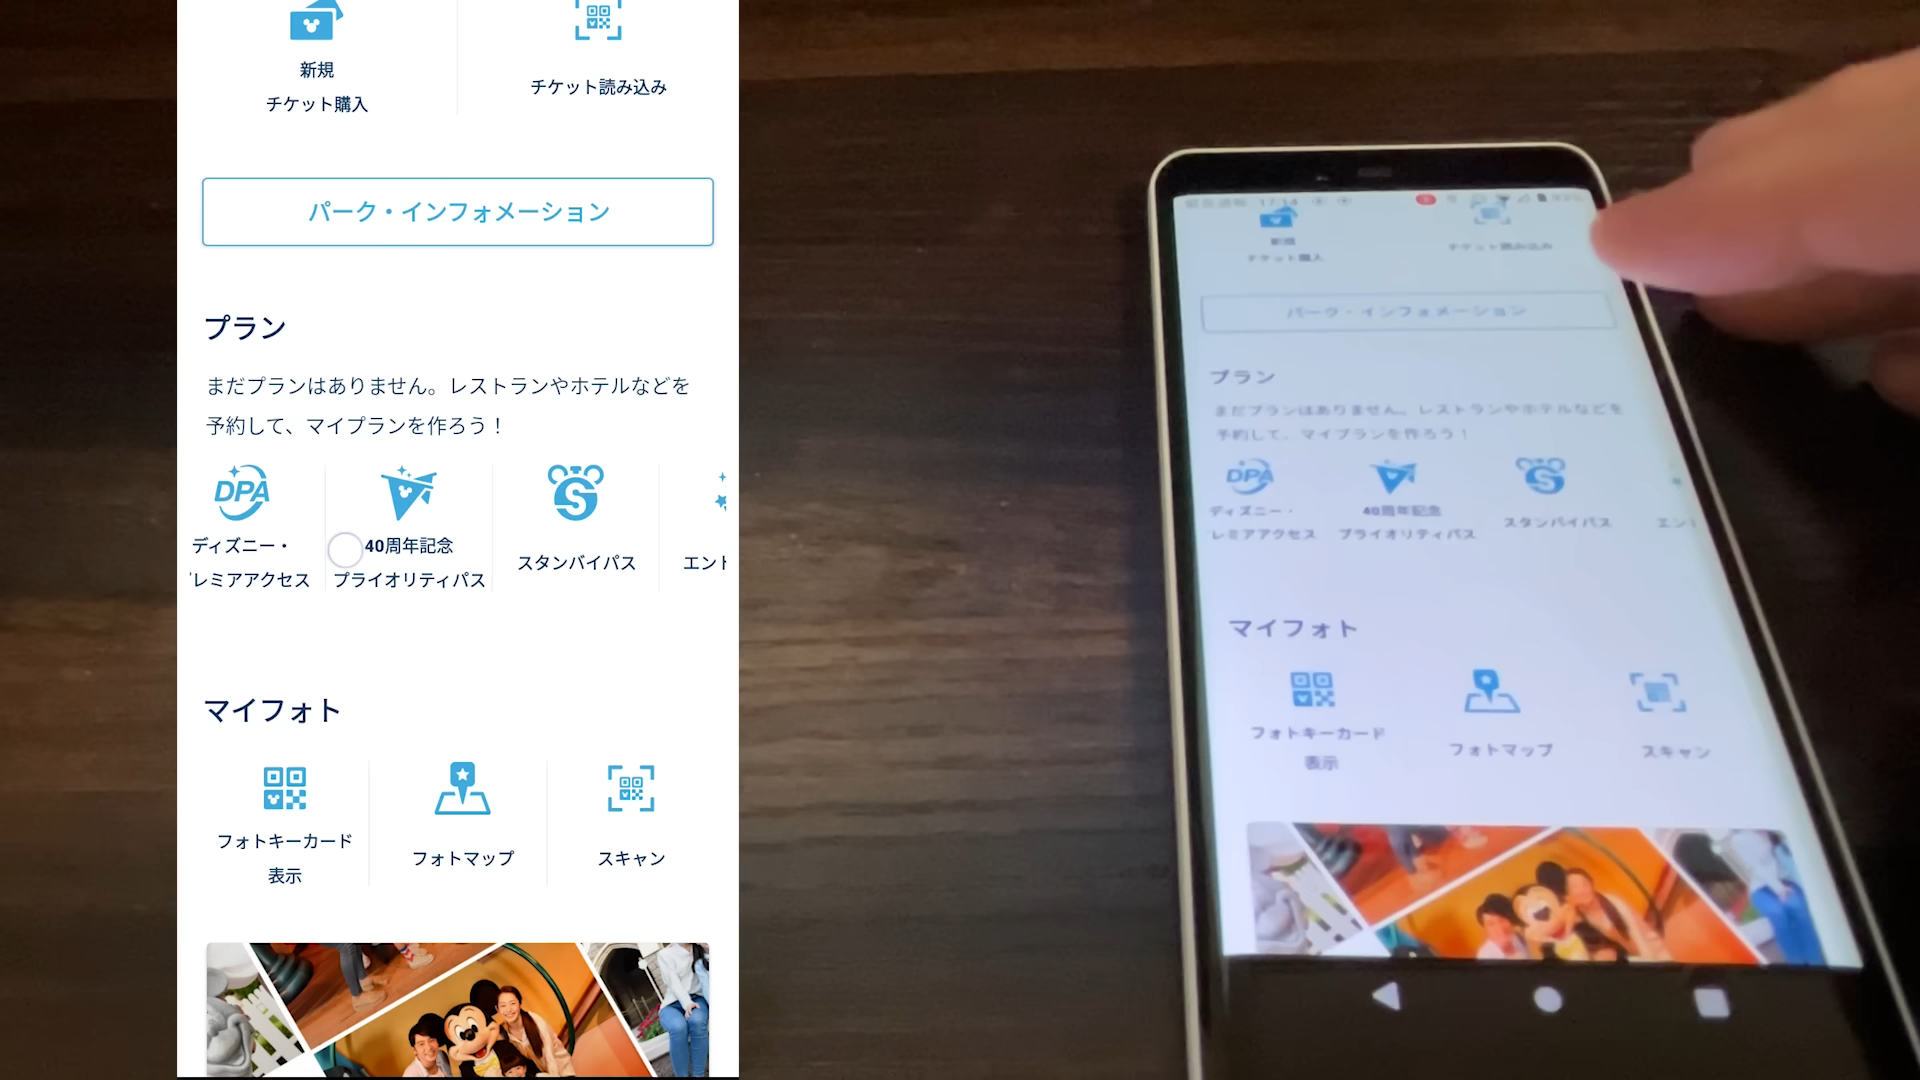 新規
チケット購入
チケット読み込み
パーク・インフォメーション
プラン
まだプランはありません。レストランやホテルなどを
予約して、マイプランを作ろう！
DPA
ディズニー・
レミアアクセス
40周年記念
プライオリティパス
S
スタンバイパス
エント
マイフォト
フォトキーカード
表示
フォトマップ
スキャン
17:14
新規
チケット購入
チケット読み込み
パーク・インフォメーション
プラン
まだプランはありません。レストランやホテルなどを
予約して、マイプランを作ろう！
DPA
ディズニー・
レミアアクセス
40周年記念
プライオリティパス
S
スタンバイパス
エント
マイフォト
フォトキーカード
表示
フォトマップ
スキャン